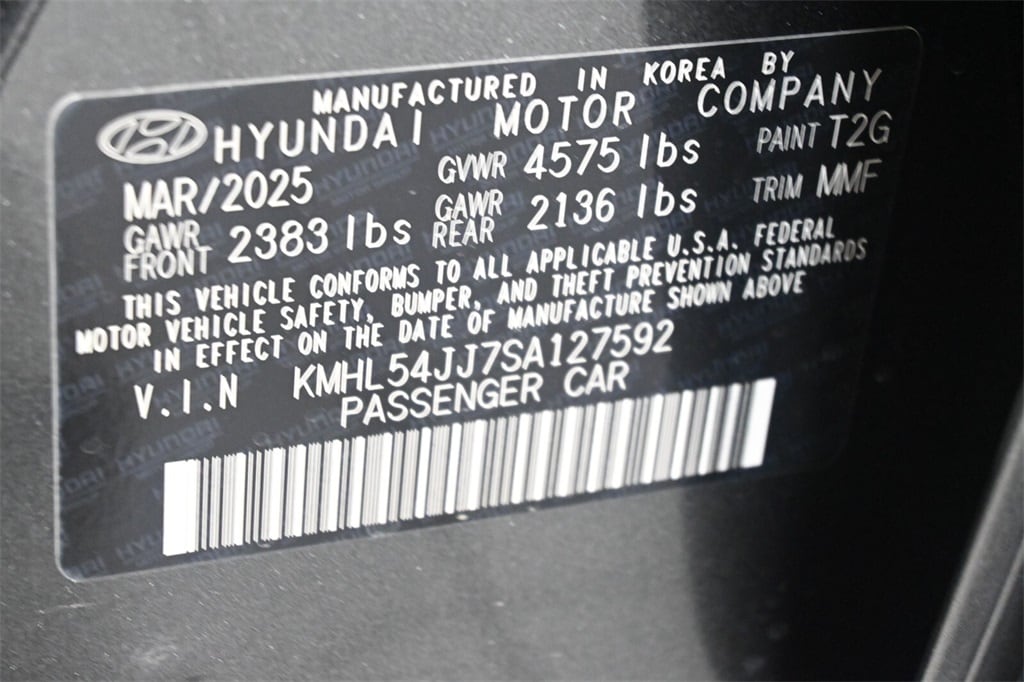 MANUFACTURED IN KOREA BY
HYUNDAI MOTOR COMPANY
MAR/2025 GVWR 4575 lbs PAINT T2G
GAWR FRONT 2383 lbs GAWR REAR 2136 lbs TRIM MMF
THIS VEHICLE CONFORMS TO ALL APPLICABLE U.S.A. FEDERAL
MOTOR VEHICLE SAFETY, BUMPER, AND THEFT PREVENTION STANDARDS
IN EFFECT ON THE DATE OF MANUFACTURE SHOWN ABOVE
V.I.N KMHL54JJ7SA127592
PASSENGER CAR